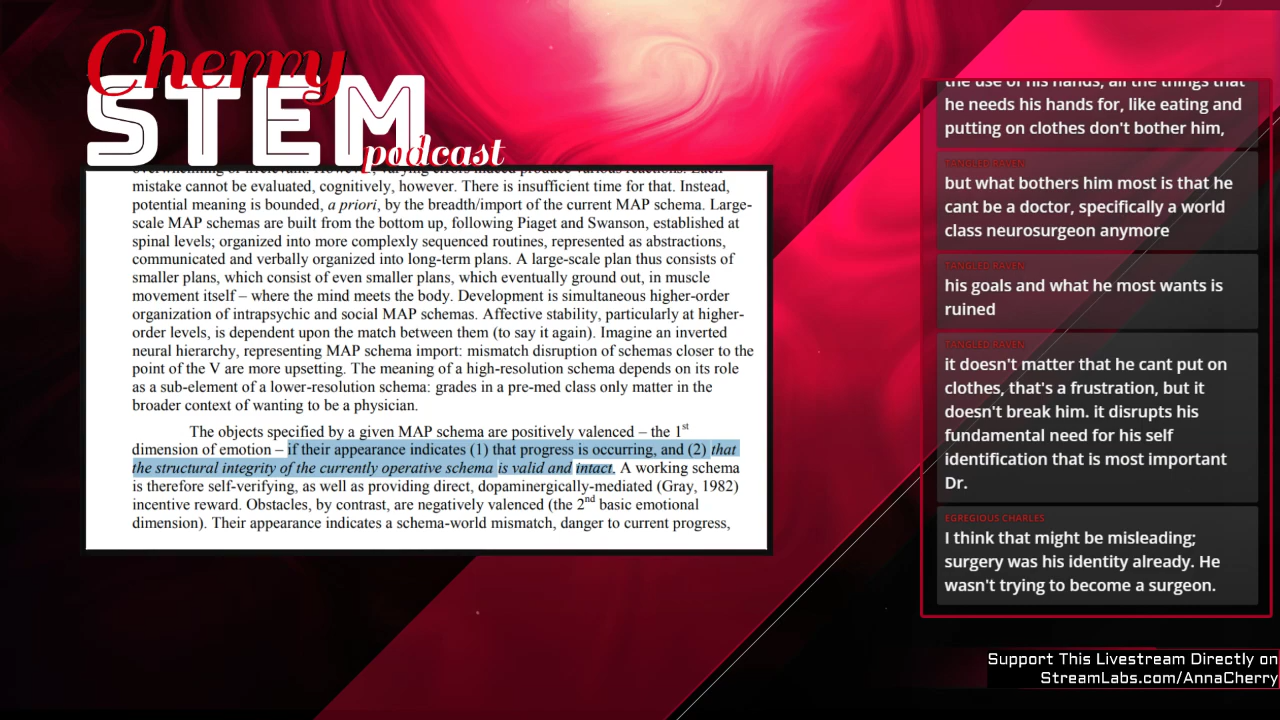 Cherry
STEM
podcast
overwhelming or irrelevant. However, varying errors indeed produce various reactions. Each
mistake cannot be evaluated, cognitively, however. There is insufficient time for that. Instead,
potential meaning is bounded, a priori, by the breadth/import of the current MAP schema. Large-
scale MAP schemas are built from the bottom up, following Piaget and Swanson, established at
spinal levels; organized into more complexly sequenced routines, represented as abstractions,
communicated and verbally organized into long-term plans. A large-scale plan thus consists of
smaller plans, which consist of even smaller plans, which eventually ground out, in muscle
movement itself – where the mind meets the body. Development is simultaneous higher-order
organization of intrapsychic and social MAP schemas. Affective stability, particularly at higher-
order levels, is dependent upon the match between them (to say it again). Imagine an inverted
neural hierarchy, representing MAP schema import: mismatch disruption of schemas closer to the
point of the V are more upsetting. The meaning of a high-resolution schema depends on its role
as a sub-element of a lower-resolution schema: grades in a pre-med class only matter in the
broader context of wanting to be a physician.
The objects specified by a given MAP schema are positively valenced – the 1st
dimension of emotion – if their appearance indicates (1) that progress is occurring, and (2) that
the structural integrity of the currently operative schema is valid and intact. A working schema
is therefore self-verifying, as well as providing direct, dopaminergically-mediated (Gray, 1982)
incentive reward. Obstacles, by contrast, are negatively valenced (the 2nd basic emotional
dimension). Their appearance indicates a schema-world mismatch, danger to current progress,
the use of his hands, all the things that
he needs his hands for, like eating and
putting on clothes don't bother him,
TANGLED RAVEN
but what bothers him most is that he
cant be a doctor, specifically a world
class neurosurgeon anymore
TANGLED RAVEN
his goals and what he most wants is
ruined
TANGLED RAVEN
it doesn't matter that he cant put on
clothes, that's a frustration, but it
doesn't break him. it disrupts his
fundamental need for his self
identification that is most important
Dr.
EGREGIOUS CHARLES
I think that might be misleading;
surgery was his identity already. He
wasn't trying to become a surgeon.
Support This Livestream Directly on
StreamLabs.com/AnnaCherry